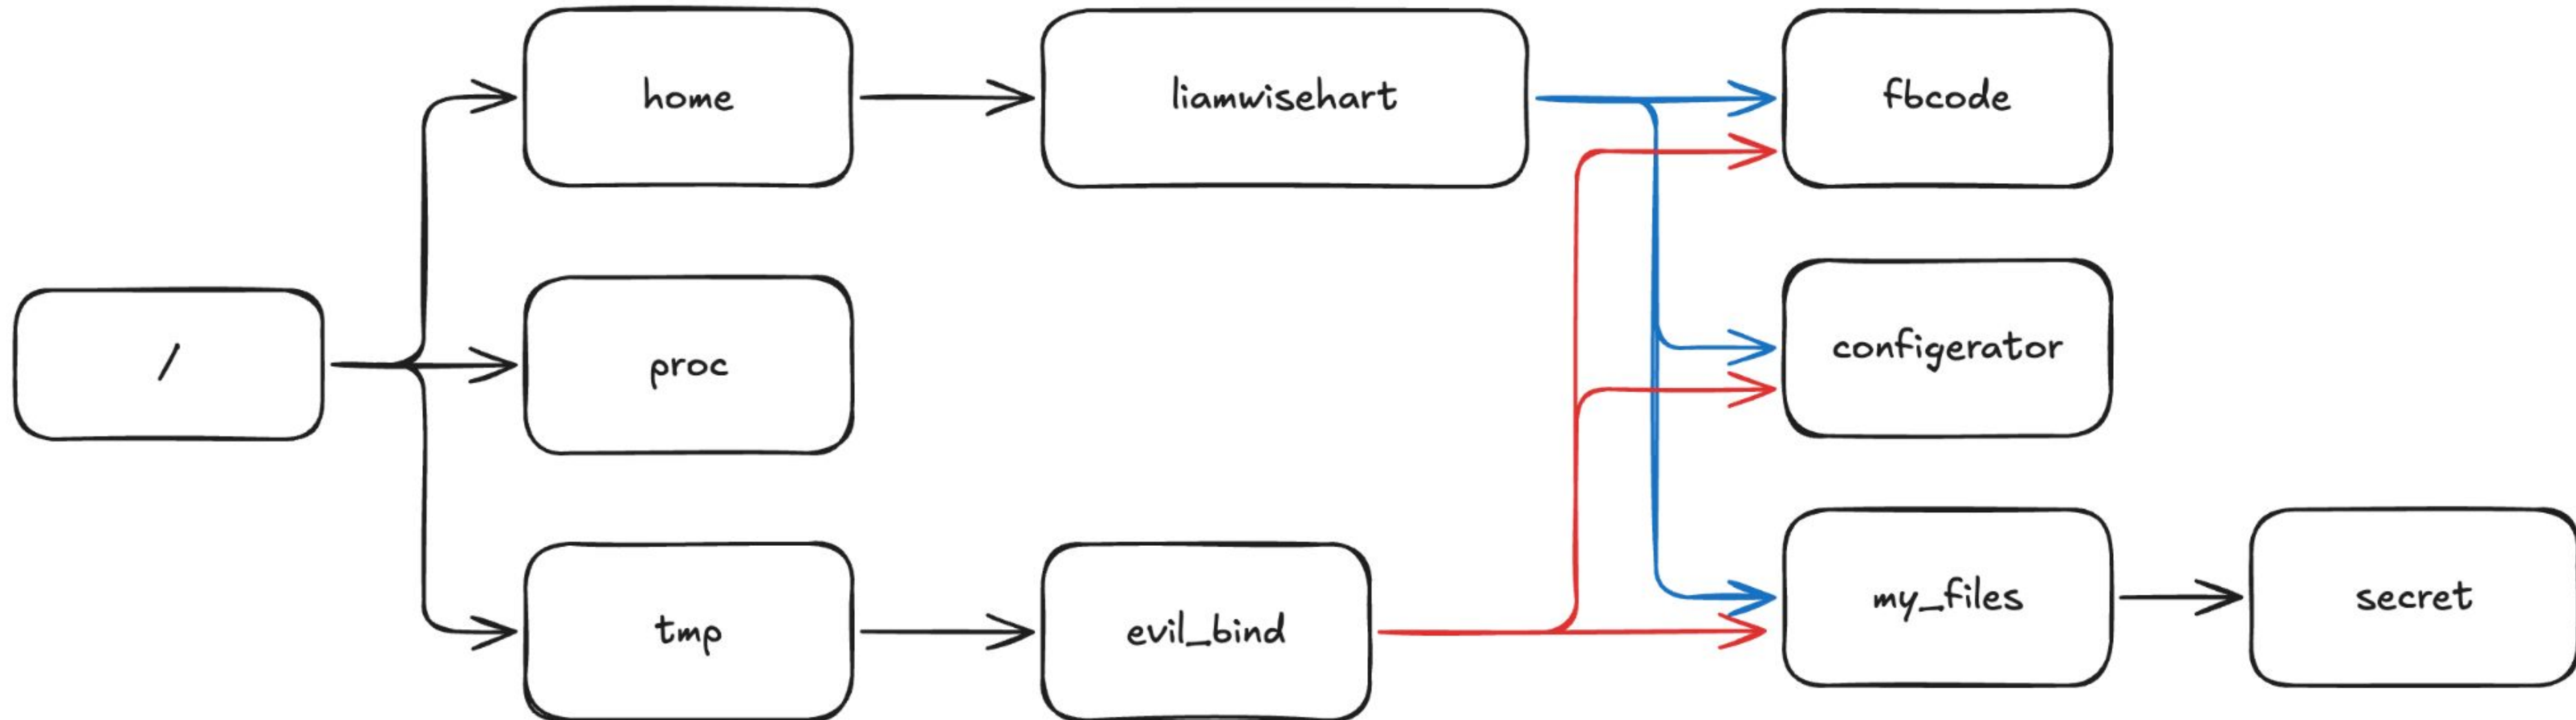 home
liamwisehart
fbcode
/
proc
configerator
tmp
evil_bind
my_files
secret